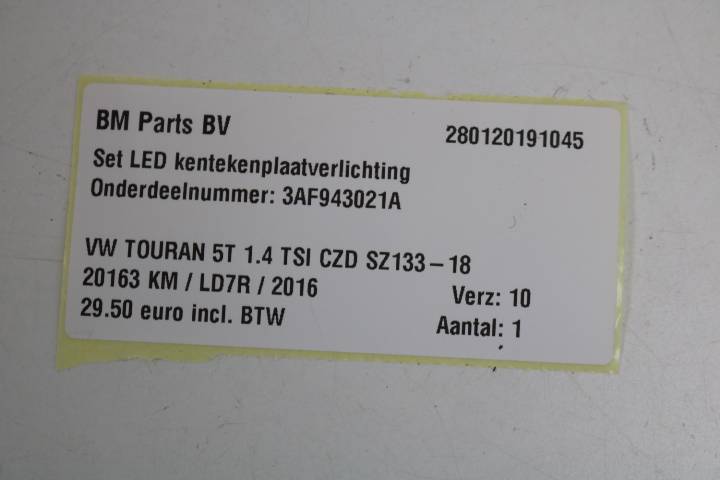 BM Parts BV 280120191045
Set LED kentekenplaatverlichting
Onderdeelnummer: 3AF943021A
VW TOURAN 5T 1.4 TSI CZD SZ133-18
20163 KM / LD7R / 2016 Verz: 10
29.50 euro incl. BTW Aantal: 1